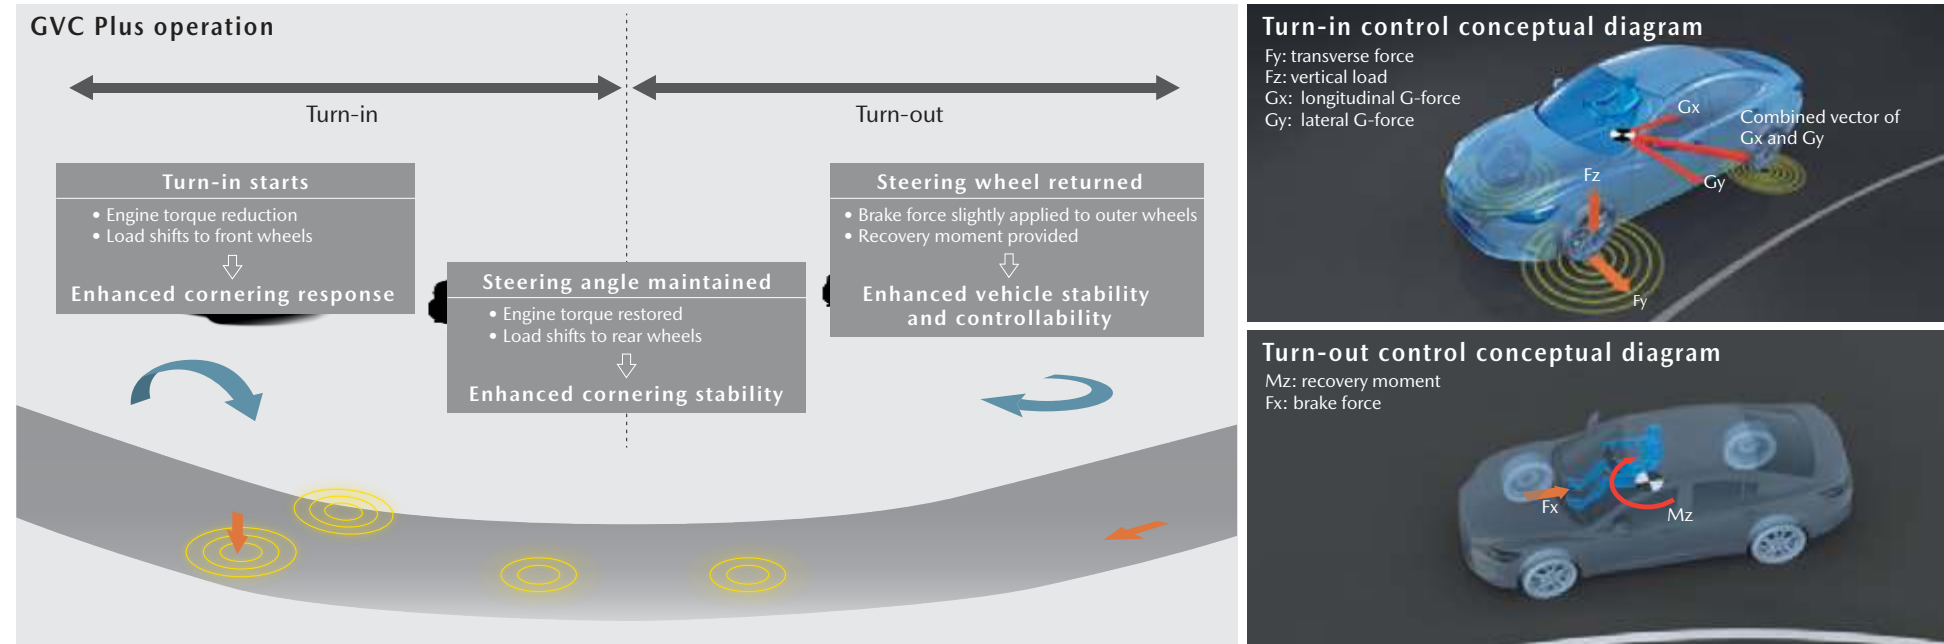 GVC Plus operation
Turn-in
Turn-out
Turn-in starts
• Engine torque reduction
• Load shifts to front wheels
Enhanced cornering response
Steering angle maintained
• Engine torque restored
• Load shifts to rear wheels
Enhanced cornering stability
Steering wheel returned
• Brake force slightly applied to outer wheels
• Recovery moment provided
Enhanced vehicle stability
and controllability
Turn-in control conceptual diagram
Fy: transverse force
Fz: vertical load
Gx: longitudinal G-force
Gy: lateral G-force
Gx
Combined vector of
Gx and Gy
Fz
Gy
Fy
Turn-out control conceptual diagram
Mz: recovery moment
Fx: brake force
Fx
Mz